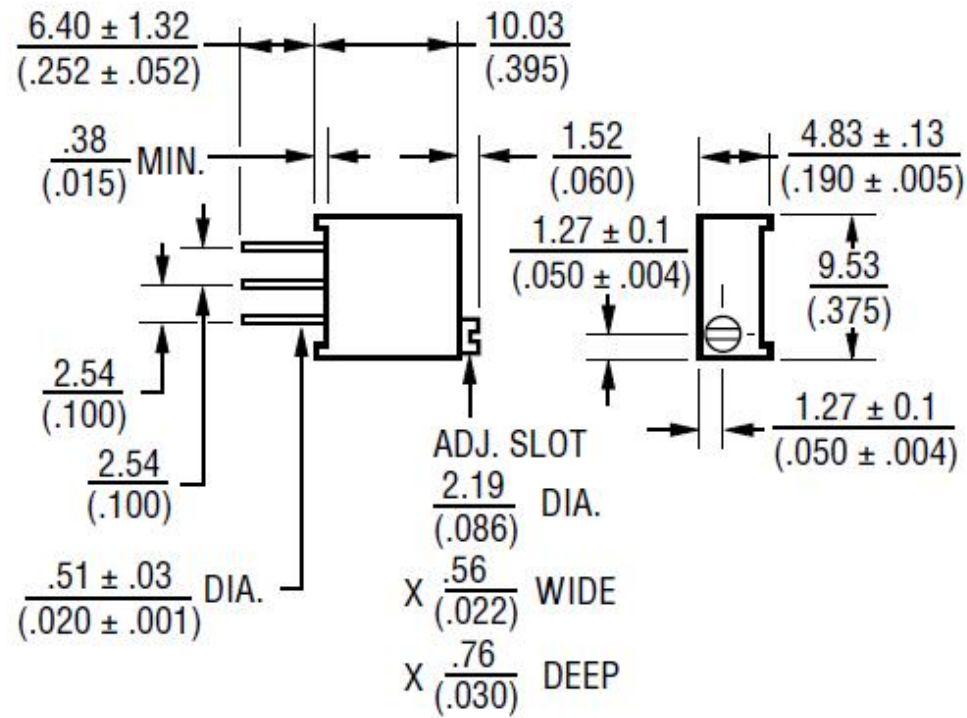 6.40 ± 1.32
(.252 ± .052)
10.03
(.395)
.38
(.015)
MIN.
1.52
(.060)
4.83 ± .13
(.190 ± .005)
1.27 ± 0.1
(.050 ± .004)
9.53
(.375)
2.54
(.100)
2.54
(.100)
1.27 ± 0.1
(.050 ± .004)
.51 ± .03
(.020 ± .001)
DIA.
ADJ. SLOT
2.19
(.086)
DIA.
X .56
(.022)
WIDE
X .76
(.030)
DEEP